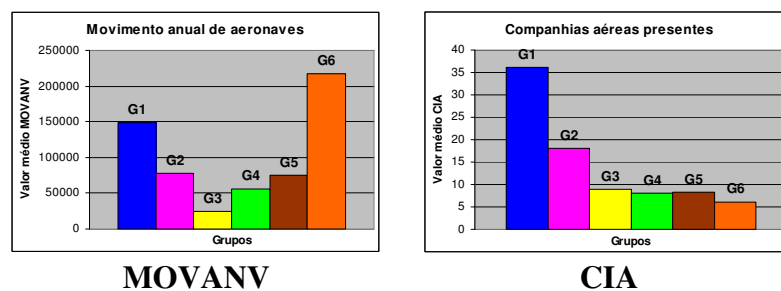 Movimento anual de aeronaves
Valor médio MOVANV
250000
200000
150000
100000
50000
0
G1
G2
G3
G4
G5
G6
Grupos
MOVANV
Companhias aéreas presentes
Valor médio CIA
40
35
30
25
20
15
10
5
0
G1
G2
G3
G4
G5
G6
Grupos
CIA